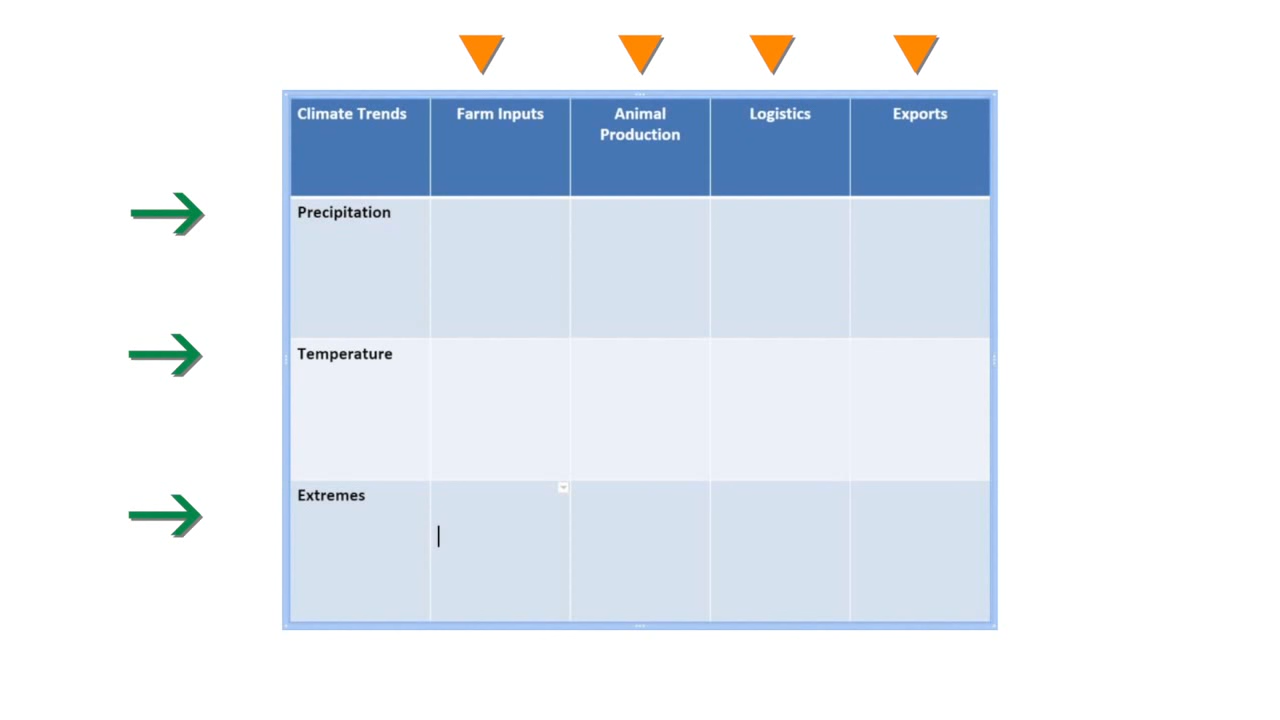 Climate Trends
Farm Inputs
Animal
Production
Logistics
Exports
Precipitation
Temperature
Extremes